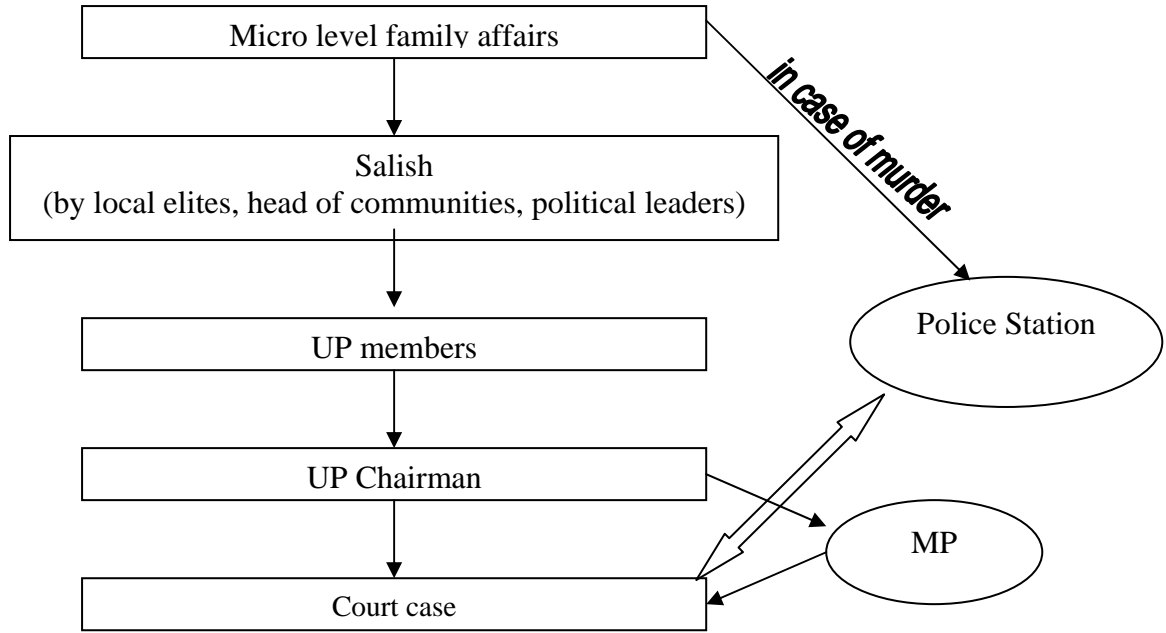 Micro level family affairs
in case of murder
Salish
(by local elites, head of communities, political leaders)
Police Station
UP members
UP Chairman
MP
Court case